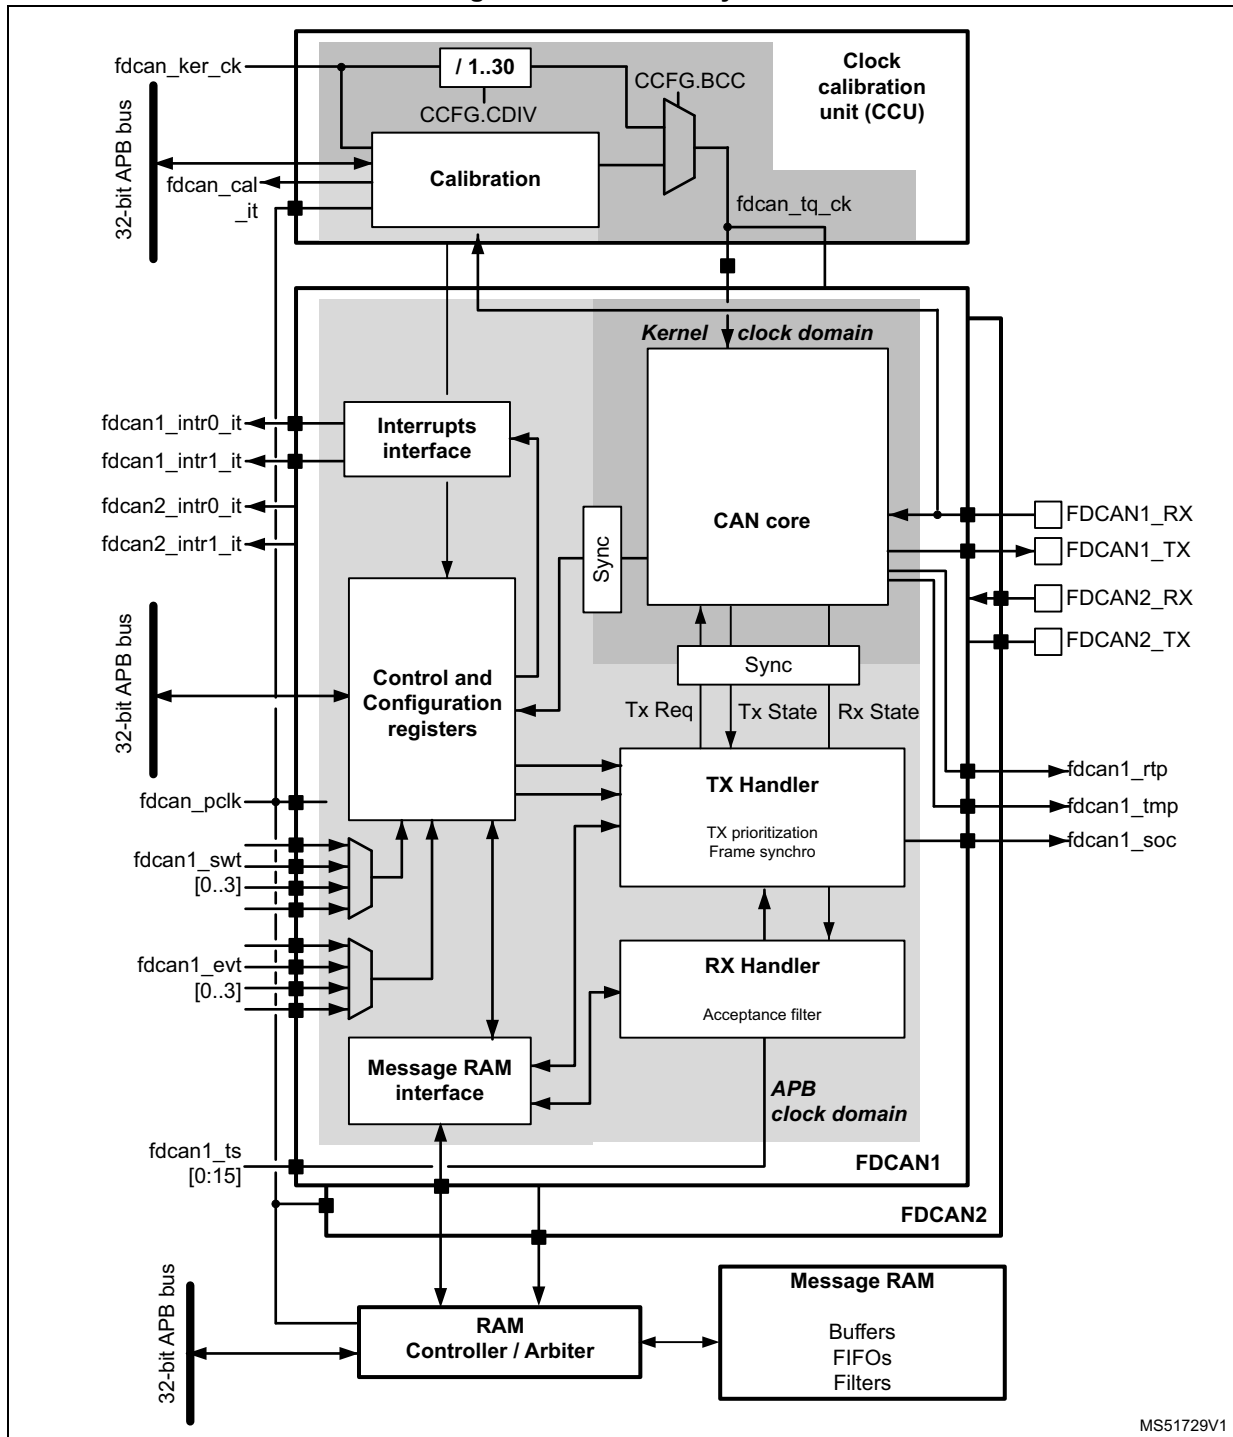 fdcan_ker_ck
/ 1..30
CCFG.CDIV
CCFG.BCC
Clock
calibration
unit (CCU)
32-bit APB bus
Calibration
fdcan_cal
_it
fdcan_tq_ck
Kernel clock domain
fdcan1_intr0_it
fdcan1_intr1_it
fdcan2_intr0_it
fdcan2_intr1_it
Interrupts
interface
CAN core
Sync
FDCAN1_RX
FDCAN1_TX
FDCAN2_RX
FDCAN2_TX
Sync
32-bit APB bus
Control and
Configuration
registers
Tx Req
Tx State
Rx State
TX Handler
TX prioritization
Frame synchro
fdcan1_rtp
fdcan1_tmp
fdcan1_soc
fdcan_pclk
fdcan1_swt
[0..3]
fdcan1_evt
[0..3]
RX Handler
Acceptance filter
Message RAM
interface
APB
clock domain
fdcan1_ts
[0:15]
FDCAN1
FDCAN2
32-bit APB bus
RAM
Controller / Arbiter
Message RAM
Buffers
FIFOs
Filters
MS51729V1